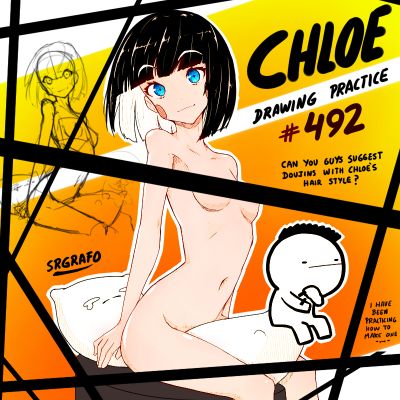 CHLOE
DRAWING PRACTICE
#492
CAN YOU GUYS SUGGEST
DOUJINS WITH CHLOE'S
HAIR STYLE?
SRGRAFO
I HAVE
BEEN
PRACTICING
HOW TO
MAKE ONE